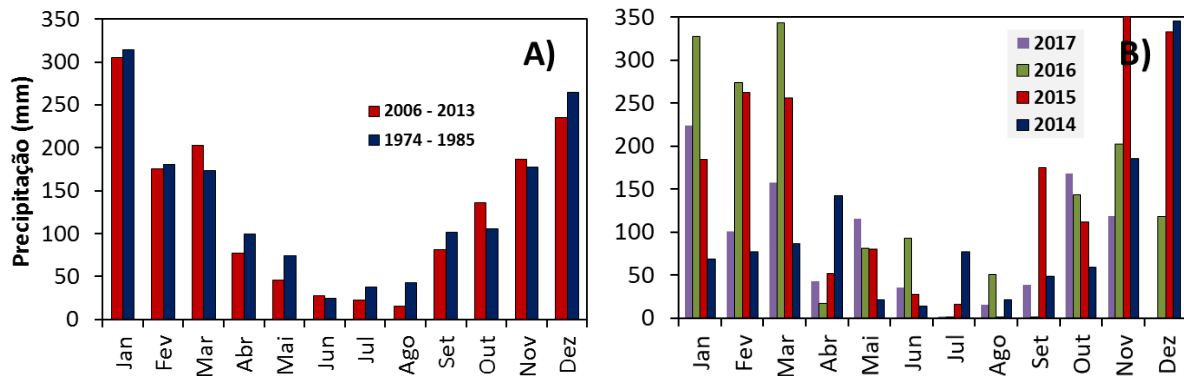 Precipitação (mm)
350
300
250
200
150
100
50
0
A)
2006 - 2013
1974 - 1985
Jan Fev Mar Abr Mai Jun Jul Ago Set Out Nov Dez
350
300
250
200
150
100
50
0
B)
2017
2016
2015
2014
Jan Fev Mar Abr Mai Jun Jul Ago Set Out Nov Dez